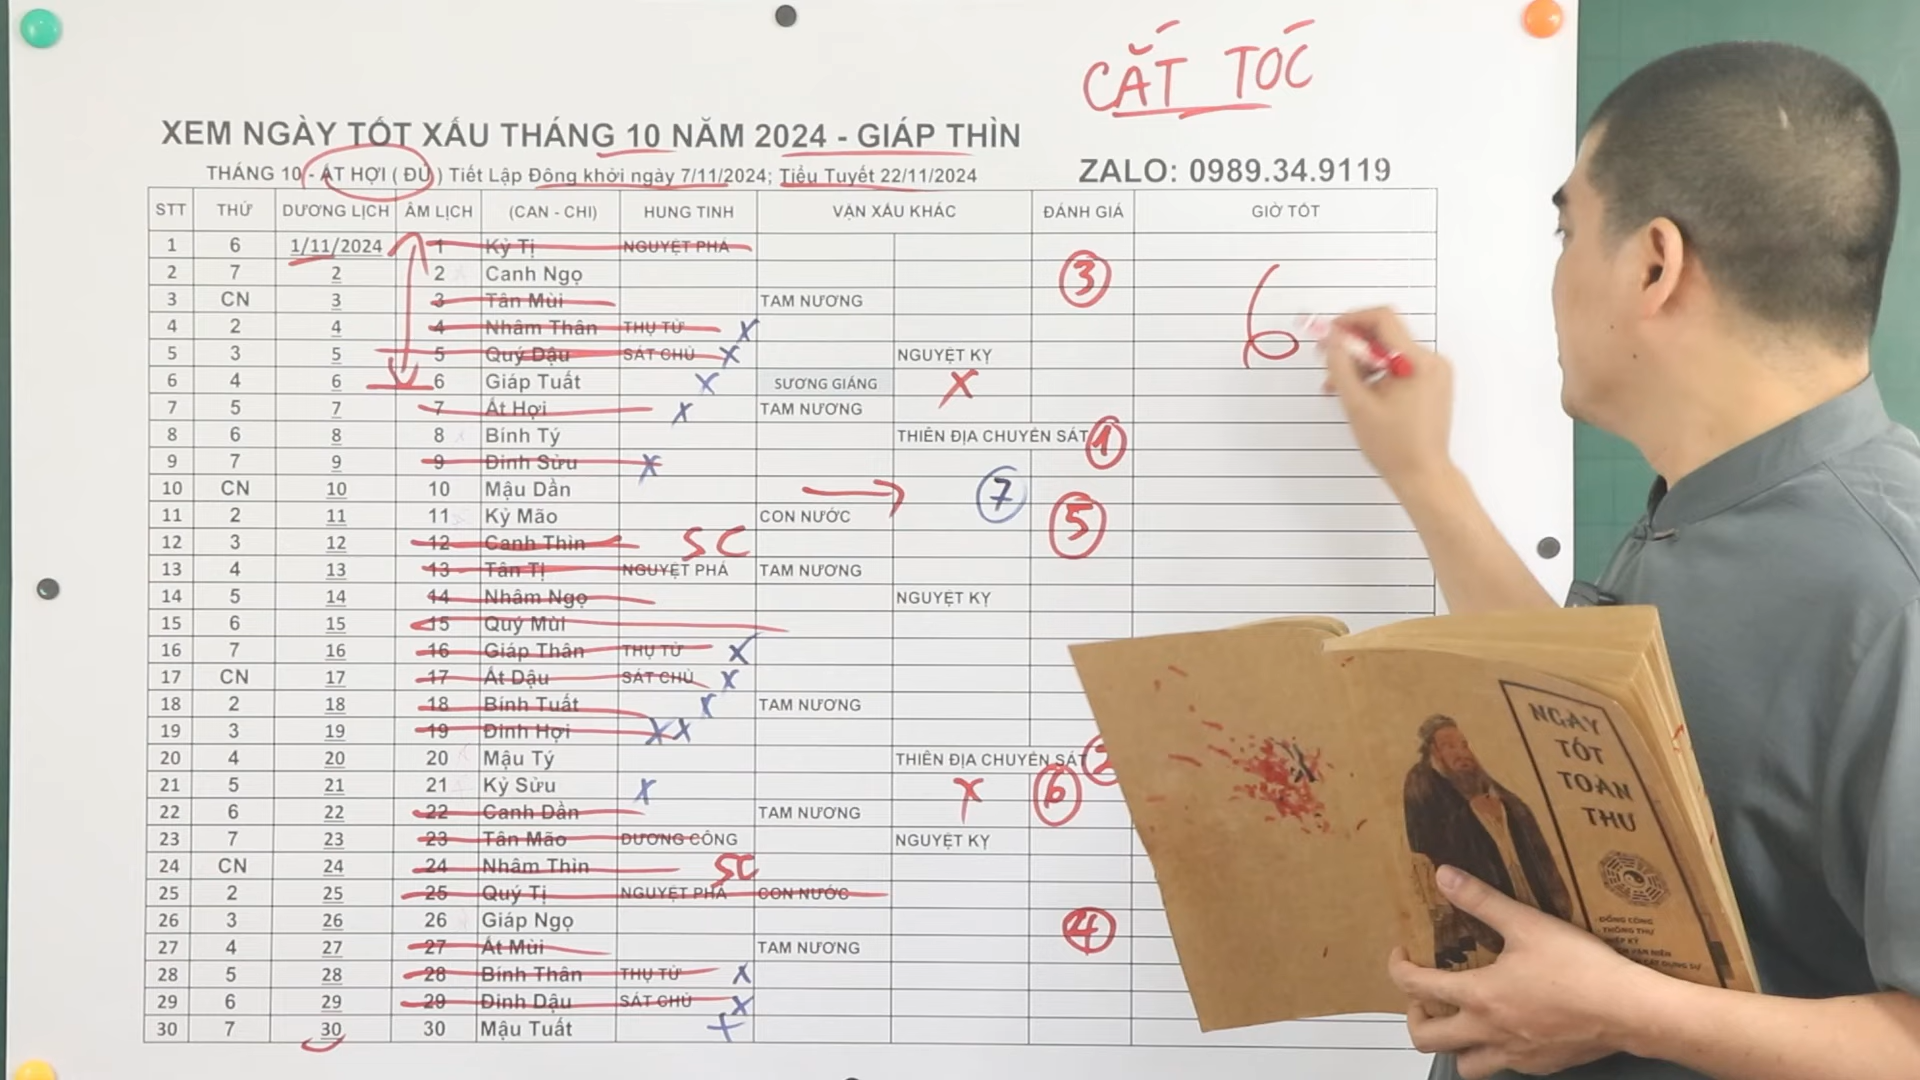 CẮT TÓC
XEM NGÀY TỐT XẤU THÁNG 10 NĂM 2024 - GIÁP THÌN
THÁNG 10 - ẤT HỢI ( ĐỦ ) Tiết Lập Đông khởi ngày 7/11/2024; Tiểu Tuyết 22/11/2024
ZALO: 0989.34.9119
STT THỨ DƯƠNG LỊCH ÂM LỊCH (CAN - CHI) HUNG TINH VẬN XẤU KHÁC ĐÁNH GIÁ GIỜ TỐT
1 6 1/11/2024 1 Kỷ Tị NGUYỆT PHÁ
2 7 2 2 Canh Ngọ 3
3 CN 3 3 Tân Mùi TAM NƯƠNG
4 2 4 4 Nhâm Thân THỤ TỬ X
5 3 5 5 Quý Dậu SÁT CHỦ X NGUYỆT KỴ
6 4 6 6 Giáp Tuất X SƯƠNG GIÁNG X
7 5 7 7 Ất Hợi X TAM NƯƠNG
8 6 8 8 Bính Tý THIÊN ĐỊA CHUYÊN SÁT 1
9 7 9 9 Đinh Sửu X
10 CN 10 10 Mậu Dần 7
11 2 11 11 Kỷ Mão CON NƯỚC 5
12 3 12 12 Canh Thìn SC
13 4 13 13 Tân Tị NGUYỆT PHÁ TAM NƯƠNG
14 5 14 14 Nhâm Ngọ NGUYỆT KỴ
15 6 15 15 Quý Mùi
16 7 16 16 Giáp Thân THỤ TỬ X
17 CN 17 17 Ất Dậu SÁT CHỦ X
18 2 18 18 Bính Tuất X TAM NƯƠNG
19 3 19 19 Đinh Hợi XX
20 4 20 20 Mậu Tý THIÊN ĐỊA CHUYÊN SÁT 2
21 5 21 21 Kỷ Sửu X X 6
22 6 22 22 Canh Dần TAM NƯƠNG
23 7 23 23 Tân Mão DƯƠNG CÔNG NGUYỆT KỴ
24 CN 24 24 Nhâm Thìn SC
25 2 25 25 Quý Tị NGUYỆT PHÁ CON NƯỚC
26 3 26 26 Giáp Ngọ 4
27 4 27 27 Ất Mùi TAM NƯƠNG
28 5 28 28 Bính Thân THỤ TỬ X
29 6 29 29 Đinh Dậu SÁT CHỦ X
30 7 30 30 Mậu Tuất X
6
NGÀY
TỐT
TOÀN
THƯ
ĐỔNG CÔNG
THÔNG THƯ